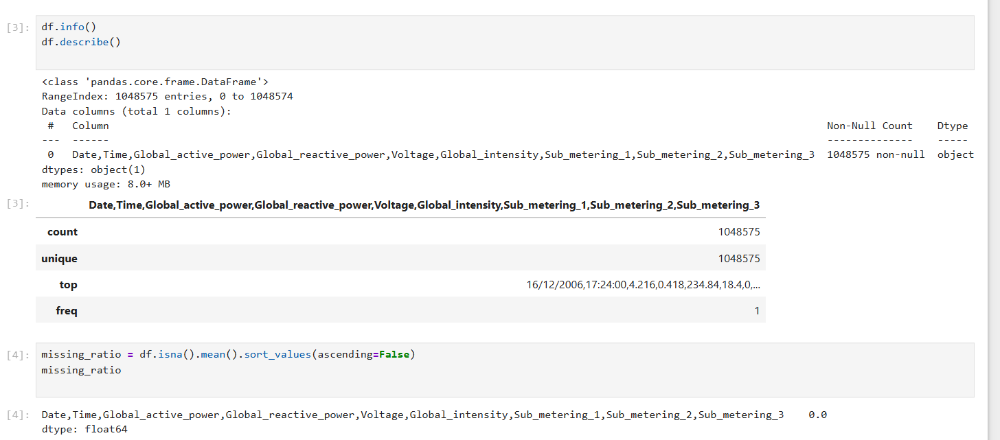 [3]: df.info()
df.describe()
<class 'pandas.core.frame.DataFrame'>
RangeIndex: 1048575 entries, 0 to 1048574
Data columns (total 1 columns):
 #   Column                                                                                                                     Non-Null Count    Dtype
---  ------                                                                                                                     --------------    -----
 0   Date,Time,Global_active_power,Global_reactive_power,Voltage,Global_intensity,Sub_metering_1,Sub_metering_2,Sub_metering_3  1048575 non-null  object
dtypes: object(1)
memory usage: 8.0+ MB
[3]: Date,Time,Global_active_power,Global_reactive_power,Voltage,Global_intensity,Sub_metering_1,Sub_metering_2,Sub_metering_3
count 1048575
unique 1048575
top 16/12/2006,17:24:00,4.216,0.418,234.84,18.4,0,...
freq 1
[4]: missing_ratio = df.isna().mean().sort_values(ascending=False)
missing_ratio
[4]: Date,Time,Global_active_power,Global_reactive_power,Voltage,Global_intensity,Sub_metering_1,Sub_metering_2,Sub_metering_3    0.0
dtype: float64